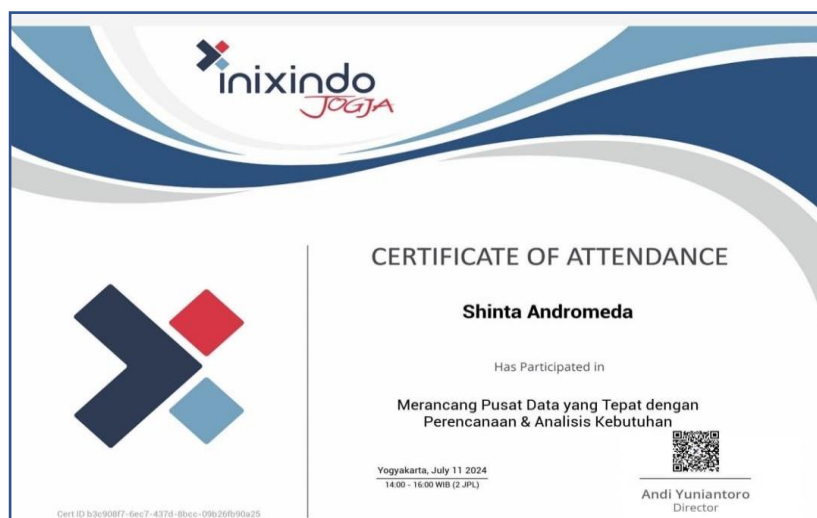 inixindo
JOGJA
CERTIFICATE OF ATTENDANCE
Shinta Andromeda
Has Participated in
Merancang Pusat Data yang Tepat dengan
Perencanaan & Analisis Kebutuhan
Yogyakarta, July 11 2024
14:00 - 16:00 WIB (2 JPL)
Andi Yuniantoro
Director
Cert ID b3c908f7-6ec7-437d-8bcc-09b26fb90a25